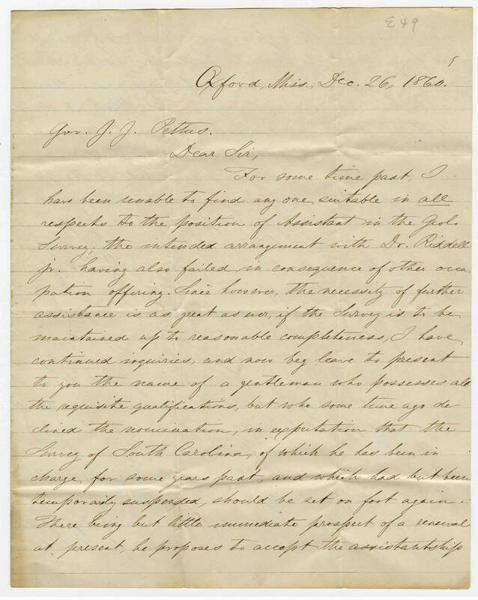 E 49
Oxford, Miss. Dec. 26, 1860.
Gov. J. J. Pettus.
Dear Sir,
For some time past, I
have been unable to find any one, suitable in all
respects to the position of Assistant in the Geolo
Survey, the intended arrangement with Dr. Riddell
jr. having also failed, in consequence of other occu
pation offering. Since however, the necessity of further
assistance is as great as ever, if the Survey is to be
maintained up to reasonable completeness, I have
continued inquiries, and now beg leave to present
to you the name of a gentleman who possesses all
the requisite qualifications, but who some time ago de
clined the nomination, in expectation that the
Survey of South Carolina, of which he has been in
charge, for some years past, and which had but been
temporarily suspended, should be set on foot again.
There being but little immediate prospect of a renewal
at present, he proposes to accept the assistantship